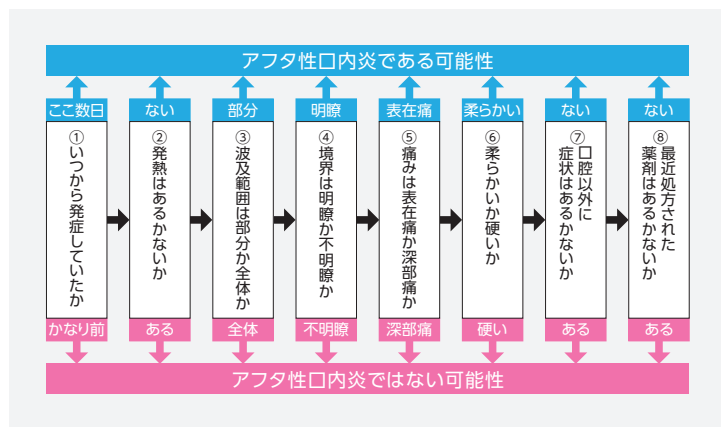 アフタ性口内炎である可能性
ここ数日
ない
部分
明瞭
表在痛
柔らかい
ない
ない
①いつから発症していたか
②発熱はあるかないか
③波及範囲は部分か全体か
④境界は明瞭か不明瞭か
⑤痛みは表在痛か深部痛か
⑥柔らかいか硬いか
⑦口腔以外に
症状はあるかないか
⑧最近処方された
薬剤はあるかないか
かなり前
ある
全体
不明瞭
深部痛
硬い
ある
ある
アフタ性口内炎ではない可能性